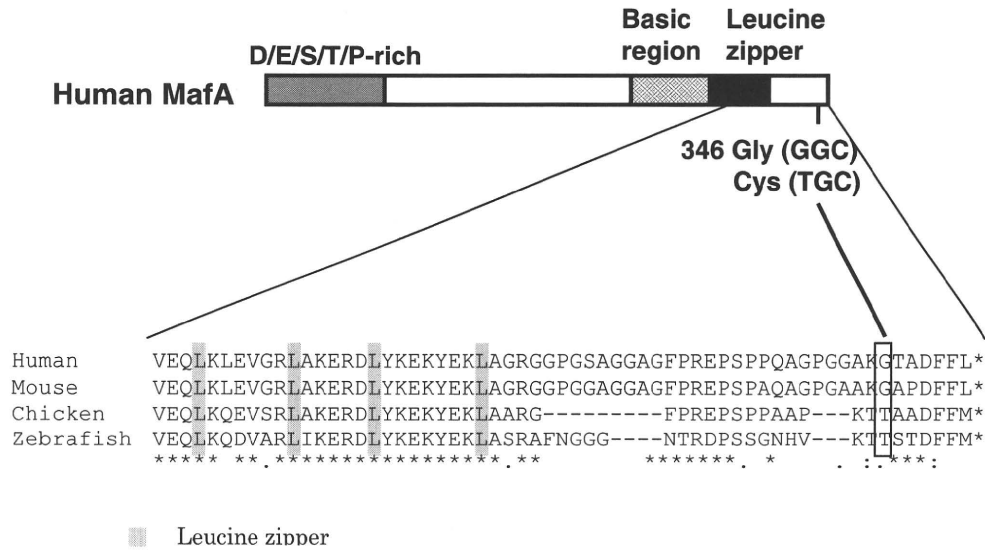 Basic region
Leucine zipper
D/E/S/T/P-rich
Human MafA
346 Gly (GGC)
Cys (TGC)
Human VEQLKLEVGRLAKERDLYKEKYEKLAGRGGPGSAGGAGFPREPSPPQAGPGGAKGTADFFL*
Mouse VEQLKLEVGRLAKERDLYKEKYEKLAGRGGPGGAGGAGFPREPSPAQAGPGAAKGAPDFFL*
Chicken VEQLKQEVSRLAKERDLYKEKYEKLAARG---------FPREPSPPAAP---KTTAADFFM*
Zebrafish VEQLKQDVARLIKERDLYKEKYEKLASRAFNGGG----NTRDPSSGNHV---KTTSTDFFM*
***** **.*****************.** *******. * . :.***:
Leucine zipper